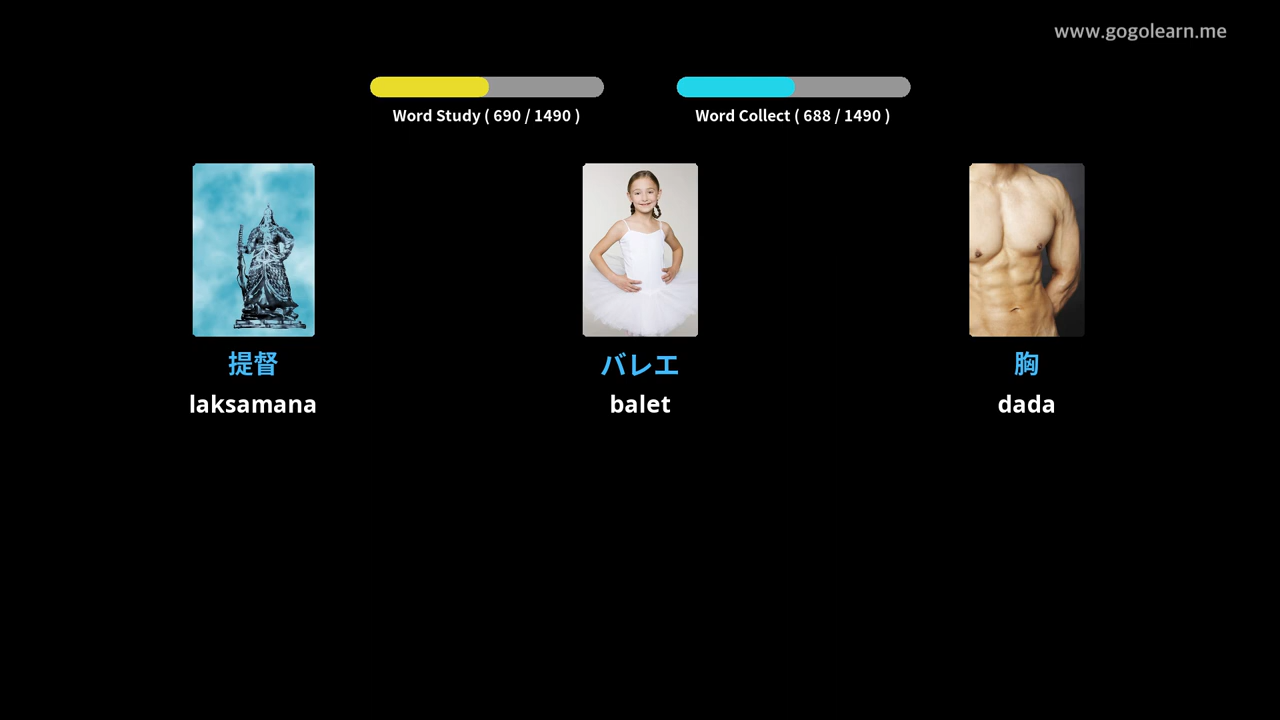 www.gogolearn.me
Word Study ( 690 / 1490 )
Word Collect ( 688 / 1490 )
提督
バレエ
胸
laksamana
balet
dada